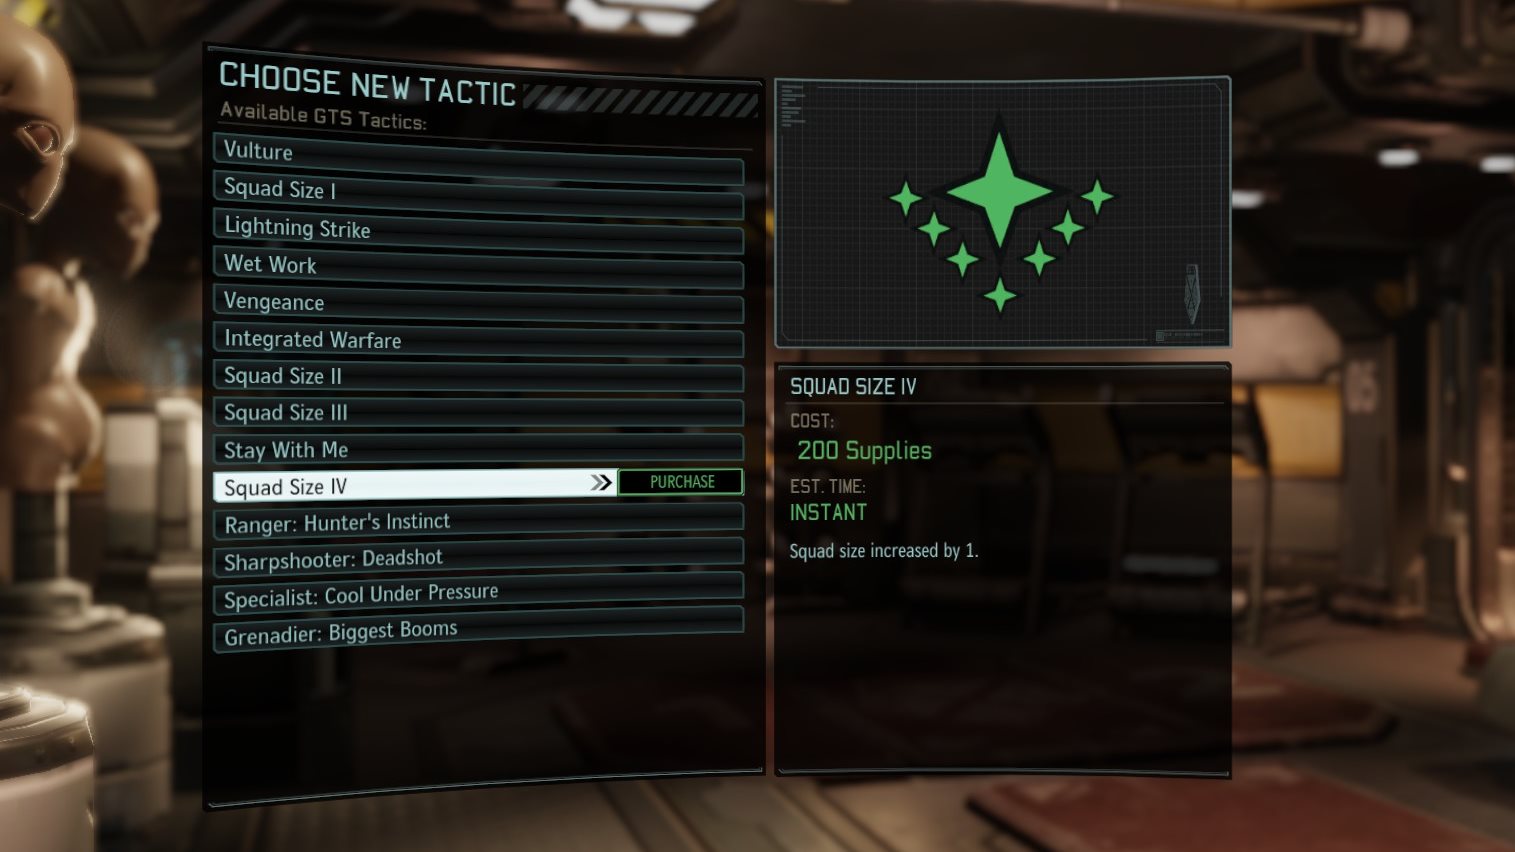 CHOOSE NEW TACTIC
Available GTS Tactics:
Vulture
Squad Size I
Lightning Strike
Wet Work
Vengeance
Integrated Warfare
Squad Size II
Squad Size III
Stay With Me
Squad Size IV
PURCHASE
Ranger: Hunter's Instinct
Sharpshooter: Deadshot
Specialist: Cool Under Pressure
Grenadier: Biggest Booms
SQUAD SIZE IV
COST:
200 Supplies
EST. TIME:
INSTANT
Squad size increased by 1.
05